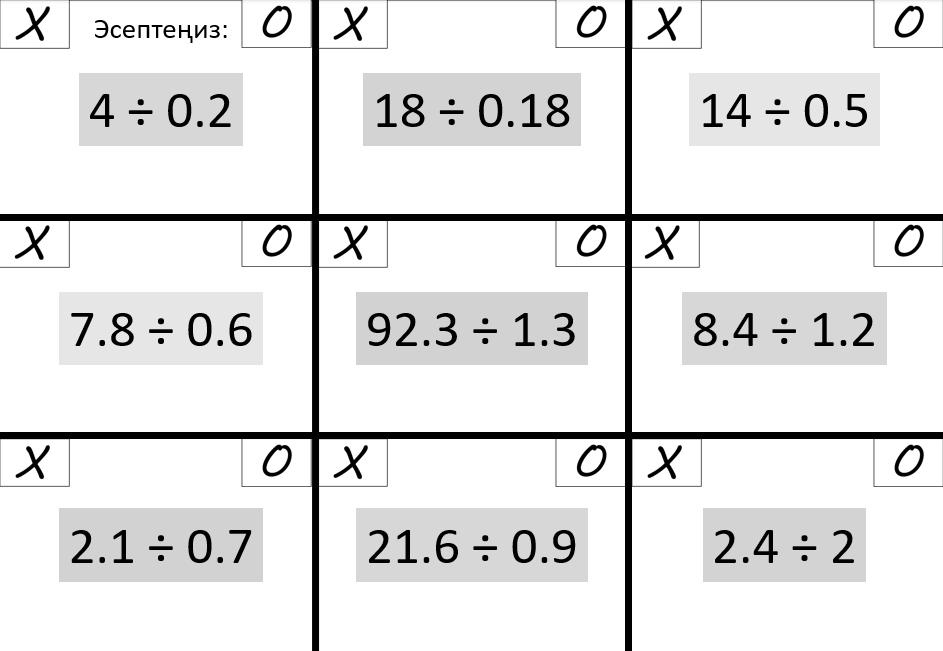 X Эсептеңиз: O X O X O
4 ÷ 0.2 18 ÷ 0.18 14 ÷ 0.5
X O X O X O
7.8 ÷ 0.6 92.3 ÷ 1.3 8.4 ÷ 1.2
X O X O X O
2.1 ÷ 0.7 21.6 ÷ 0.9 2.4 ÷ 2